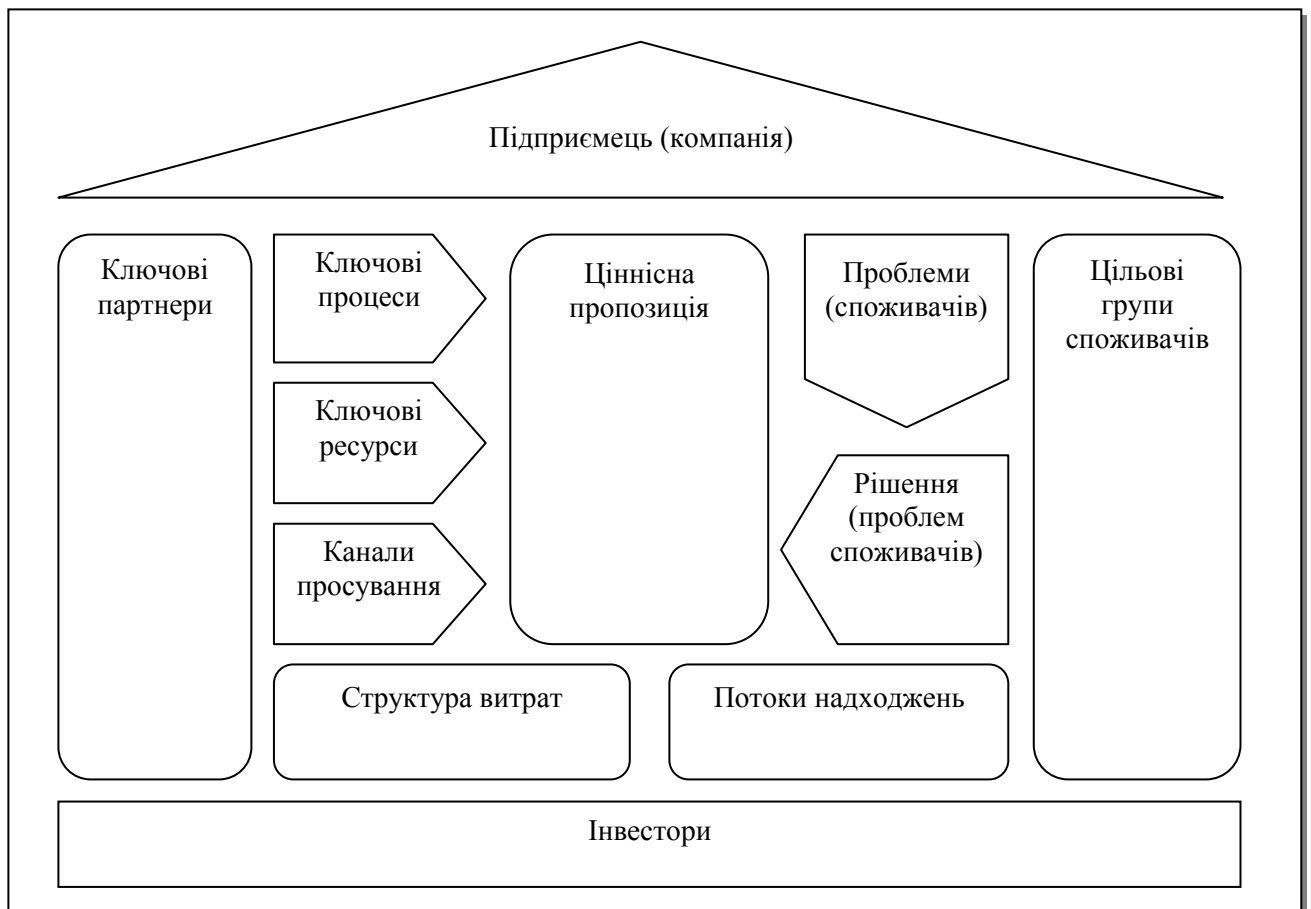 Підприємець (компанія)
Ключові
партнери
Ключові
процеси
Ключові
ресурси
Канали
просування
Ціннісна
пропозиція
Проблеми
(споживачів)
Рішення
(проблем
споживачів)
Цільові
групи
споживачів
Структура витрат
Потоки надходжень
Інвестори